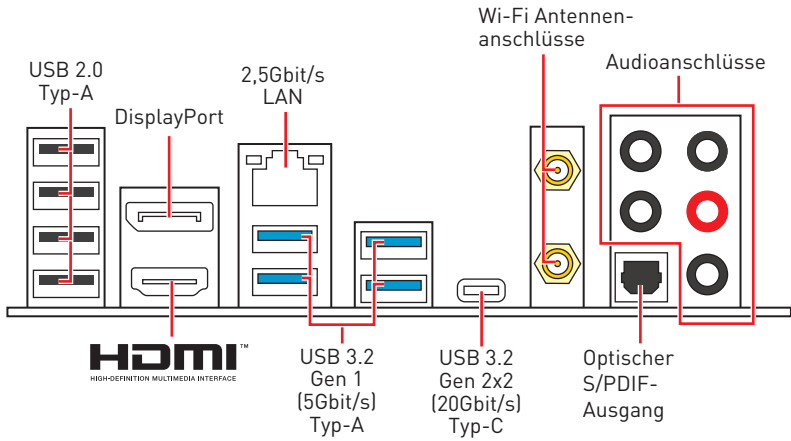 Wi-Fi Antennen-
anschlüsse
Audioanschlüsse
USB 2.0
Typ-A
2,5Gbit/s
LAN
DisplayPort
HDMI™
HIGH-DEFINITION MULTIMEDIA INTERFACE
USB 3.2
Gen 1
(5Gbit/s)
Typ-A
USB 3.2
Gen 2x2
(20Gbit/s)
Typ-C
Optischer
S/PDIF-
Ausgang